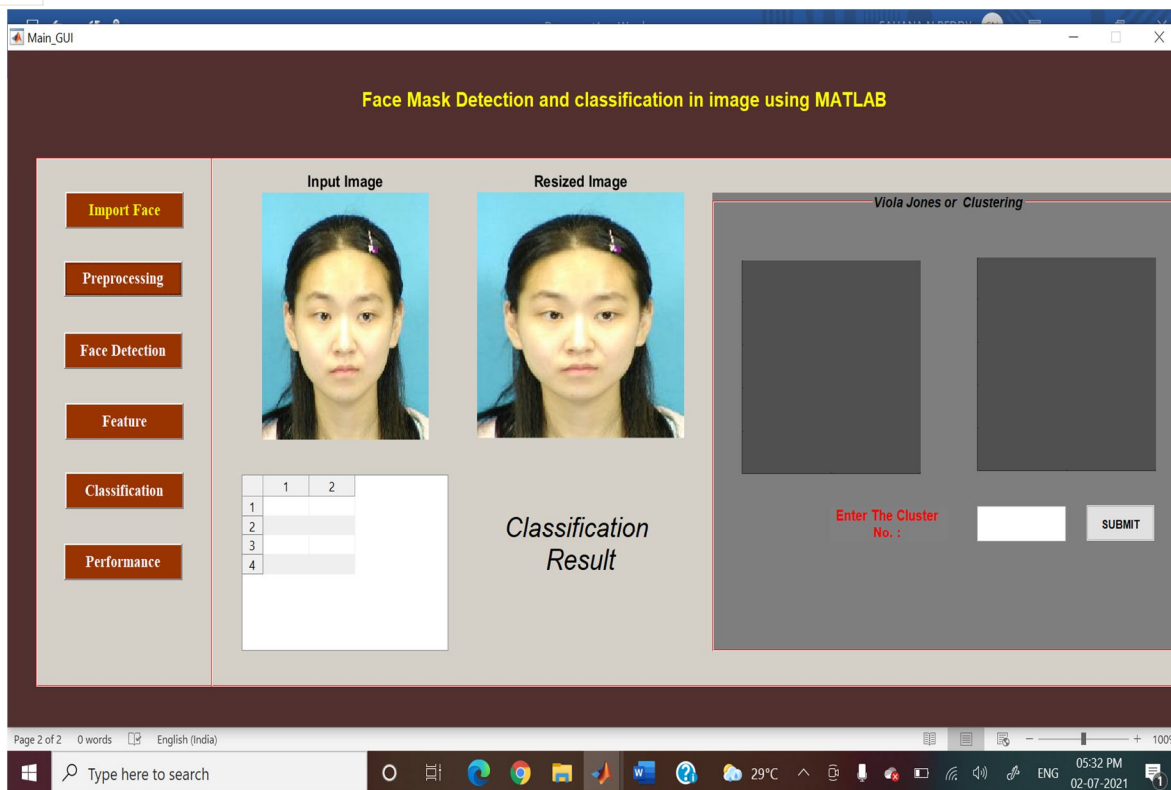 Main_GUI
Face Mask Detection and classification in image using MATLAB
Import Face
Preprocessing
Face Detection
Feature
Classification
Performance
Input Image
Resized Image
1 2
1
2
3
4
Classification
Result
Viola Jones or Clustering
Enter The Cluster
No. :
SUBMIT
Page 2 of 2 0 words English (India)
100%
Type here to search
29°C
ENG
05:32 PM
02-07-2021
1